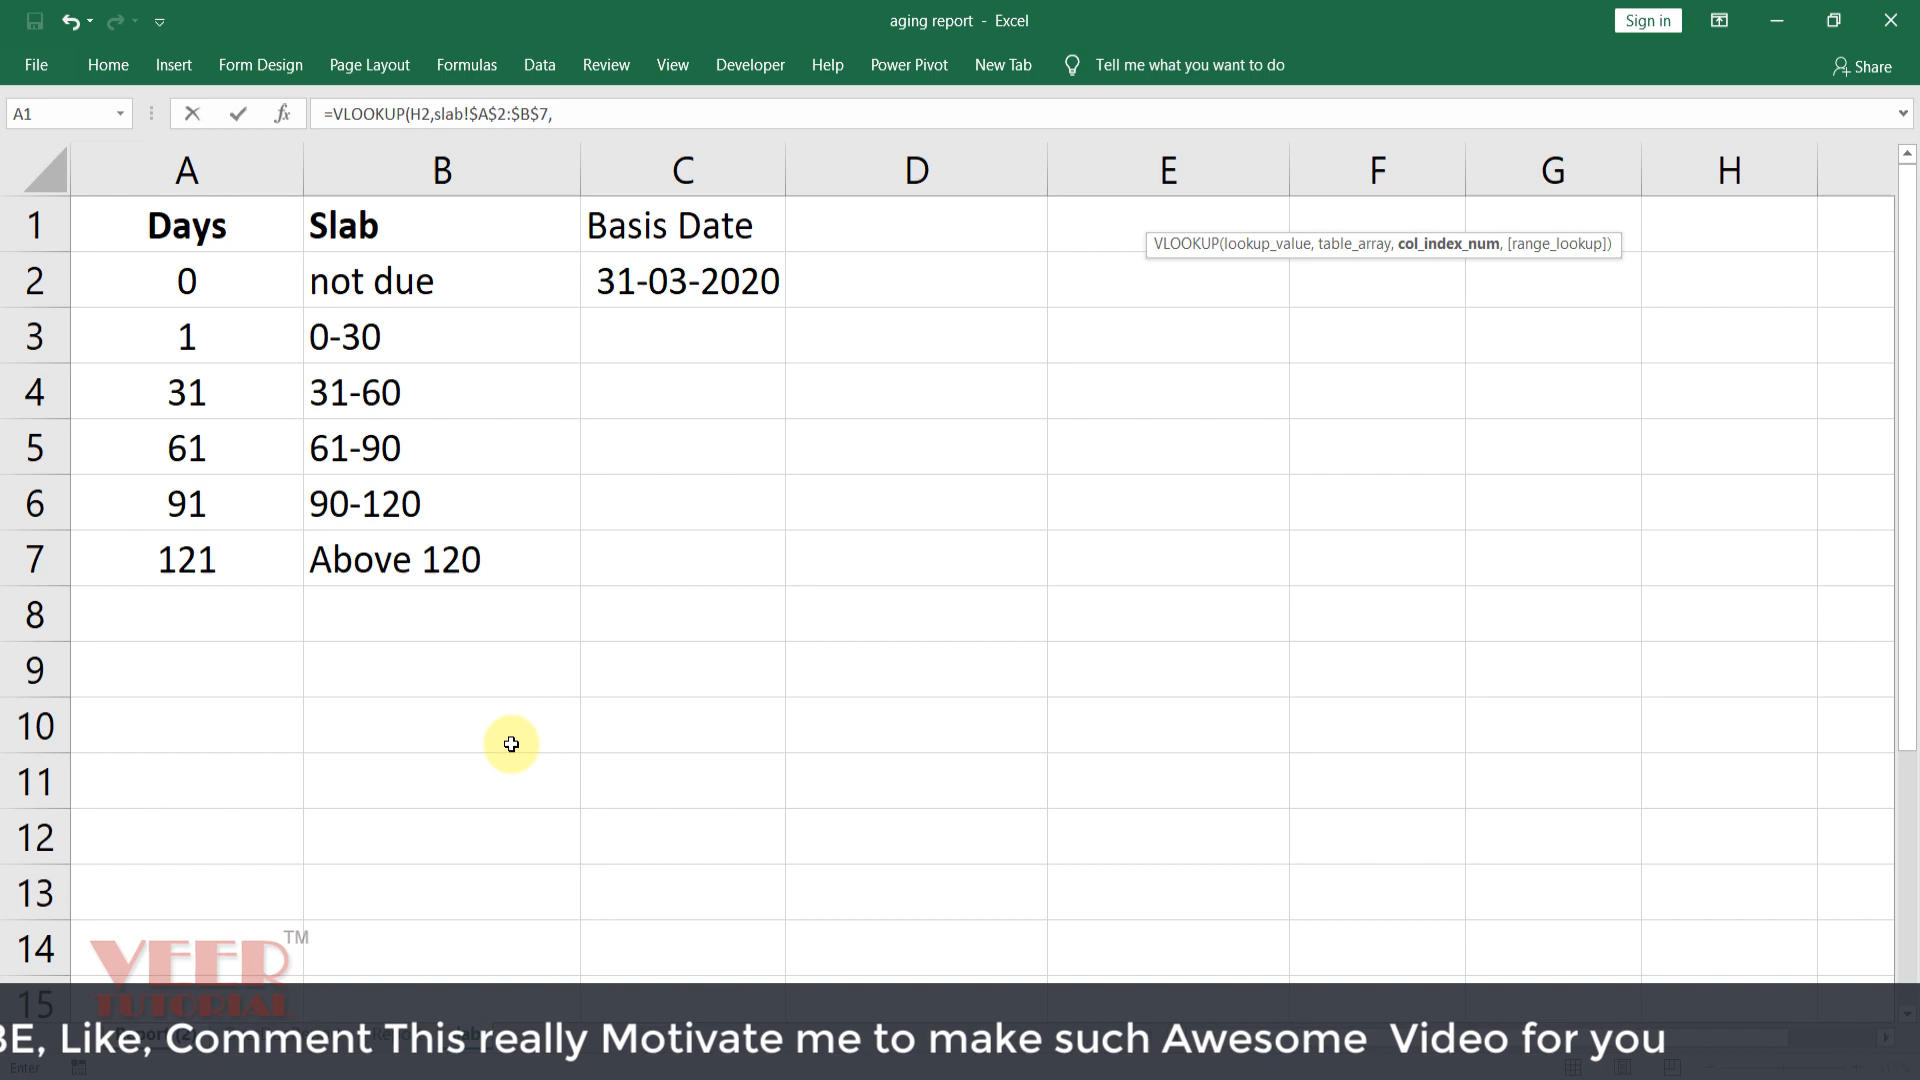 aging report - Excel
Sign in
File Home Insert Form Design Page Layout Formulas Data Review View Developer Help Power Pivot New Tab Tell me what you want to do Share
A1 fx =VLOOKUP(H2,slab!$A$2:$B$7,
A B C D E F G H
1 Days Slab Basis Date
VLOOKUP(lookup_value, table_array, col_index_num, [range_lookup])
2 0 not due 31-03-2020
3 1 0-30
4 31 31-60
5 61 61-90
6 91 90-120
7 121 Above 120
8
9
10
11
12
13
14
VEER TM
TUTORIAL
15
BE, Like, Comment This really Motivate me to make such Awesome Video for you
Enter